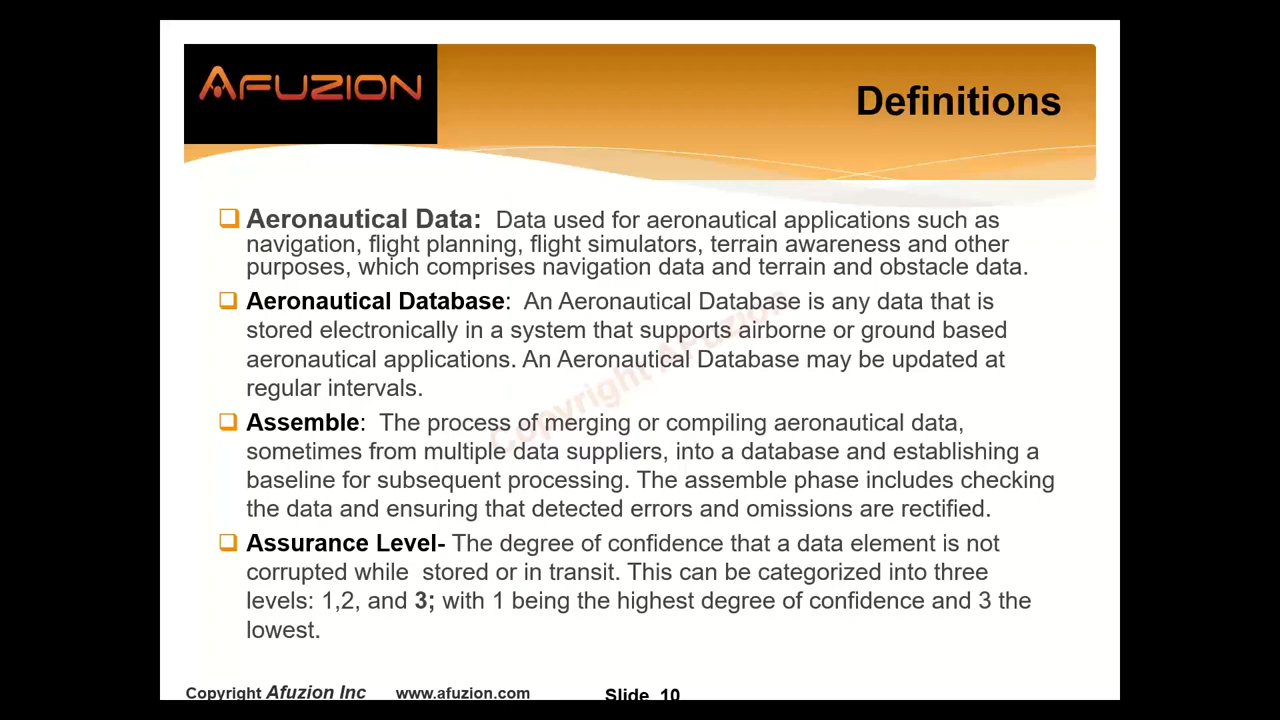 AFUZION
Definitions
❑ Aeronautical Data: Data used for aeronautical applications such as
navigation, flight planning, flight simulators, terrain awareness and other
purposes, which comprises navigation data and terrain and obstacle data.
❑ Aeronautical Database: An Aeronautical Database is any data that is
stored electronically in a system that supports airborne or ground based
aeronautical applications. An Aeronautical Database may be updated at
regular intervals.
❑ Assemble: The process of merging or compiling aeronautical data,
sometimes from multiple data suppliers, into a database and establishing a
baseline for subsequent processing. The assemble phase includes checking
the data and ensuring that detected errors and omissions are rectified.
❑ Assurance Level- The degree of confidence that a data element is not
corrupted while stored or in transit. This can be categorized into three
levels: 1,2, and 3; with 1 being the highest degree of confidence and 3 the
lowest.
Copyright AFuzion
Copyright Afuzion Inc www.afuzion.com Slide 10